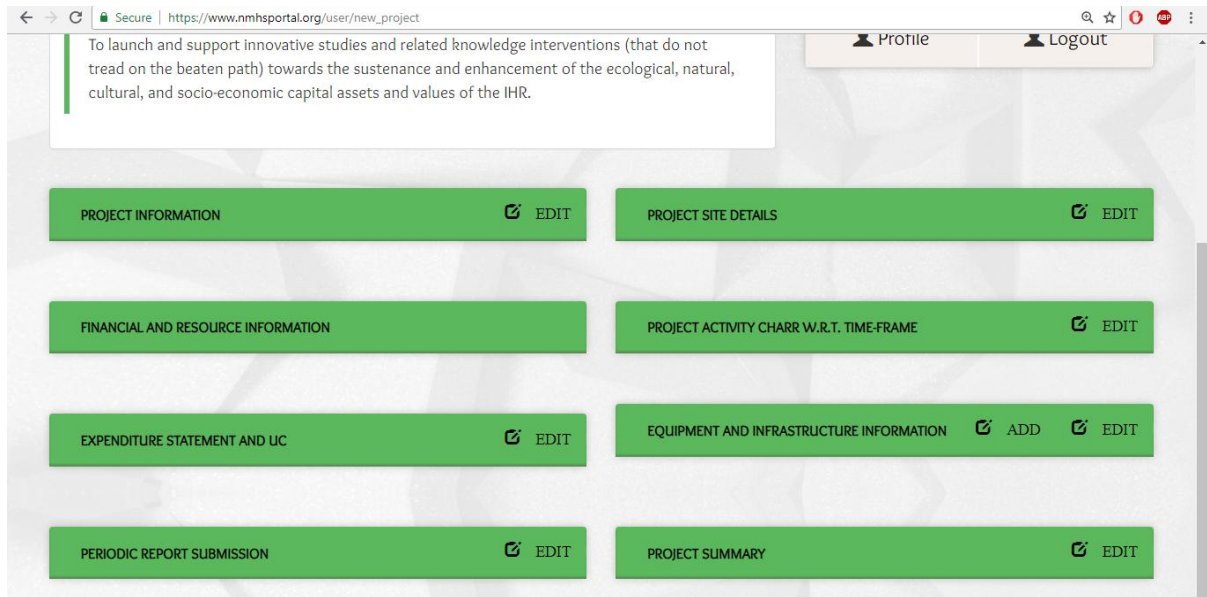 Secure | https://www.nmhsportal.org/user/new_project
ABP
To launch and support innovative studies and related knowledge interventions (that do not
tread on the beaten path) towards the sustenance and enhancement of the ecological, natural,
cultural, and socio-economic capital assets and values of the IHR.
Profile
Logout
PROJECT INFORMATION EDIT
PROJECT SITE DETAILS EDIT
FINANCIAL AND RESOURCE INFORMATION
PROJECT ACTIVITY CHARR W.R.T. TIME-FRAME EDIT
EXPENDITURE STATEMENT AND UC EDIT
EQUIPMENT AND INFRASTRUCTURE INFORMATION ADD EDIT
PERIODIC REPORT SUBMISSION EDIT
PROJECT SUMMARY EDIT